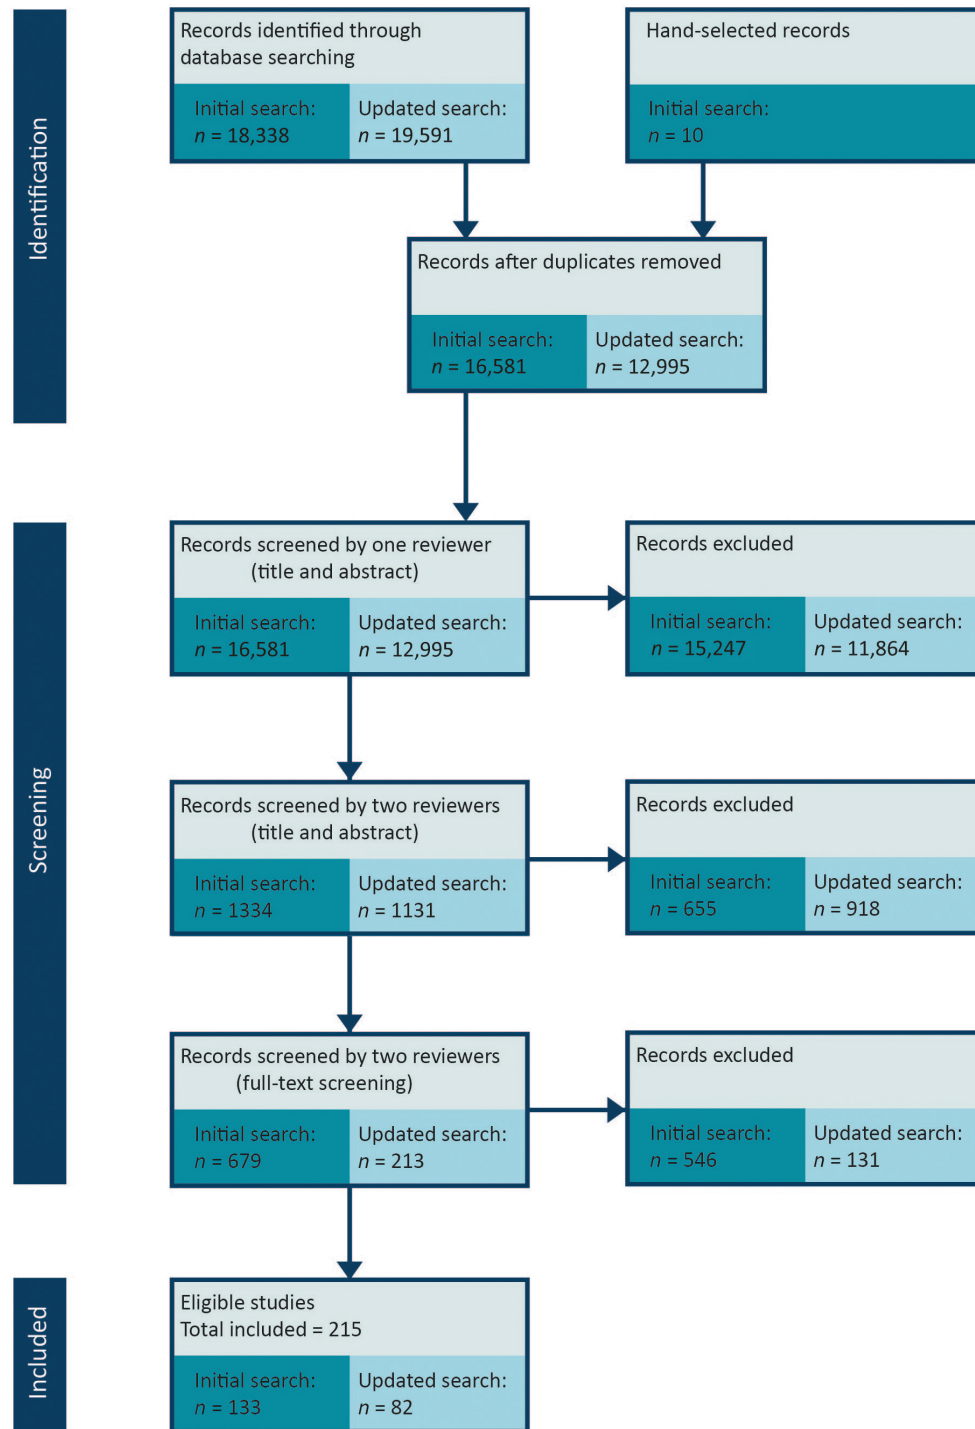 Identification
Records identified through
database searching
Initial search:
n = 18,338
Updated search:
n = 19,591
Hand-selected records
Initial search:
n = 10
Records after duplicates removed
Initial search:
n = 16,581
Updated search:
n = 12,995
Screening
Records screened by one reviewer
(title and abstract)
Initial search:
n = 16,581
Updated search:
n = 12,995
Records excluded
Initial search:
n = 15,247
Updated search:
n = 11,864
Records screened by two reviewers
(title and abstract)
Initial search:
n = 1334
Updated search:
n = 1131
Records excluded
Initial search:
n = 655
Updated search:
n = 918
Records screened by two reviewers
(full-text screening)
Initial search:
n = 679
Updated search:
n = 213
Records excluded
Initial search:
n = 546
Updated search:
n = 131
Included
Eligible studies
Total included = 215
Initial search:
n = 133
Updated search:
n = 82